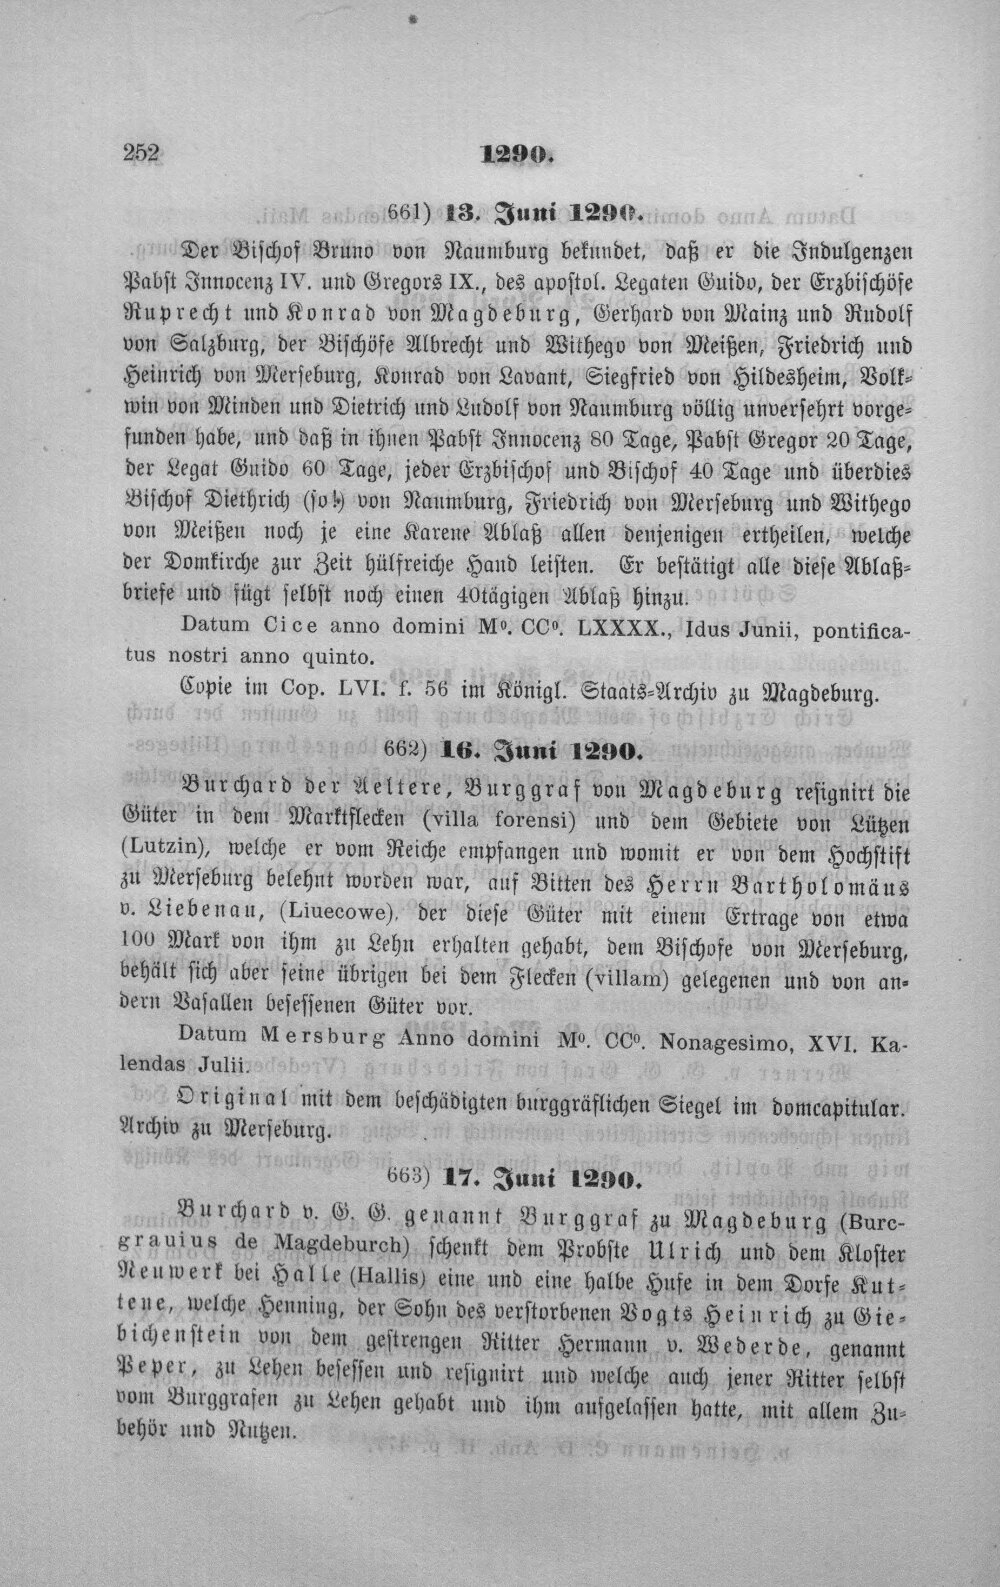 252
1290.
661) 13. Juni 1290.
Der Bischof Bruno von Naumburg bekundet, daß er die Indulgenzen
Pabst Innocenz IV. und Gregors IX., des apostol. Legaten Guido, der Erzbischöfe
Ruprecht und Konrad von Magdeburg, Gerhard von Mainz und Rudolf
von Salzburg, der Bischöfe Albrecht und Withego von Meißen, Friedrich und
Heinrich von Merseburg, Konrad von Lavant, Siegfried von Hildesheim, Volk-
win von Minden und Dietrich und Ludolf von Naumburg völlig unversehrt vorge-
funden habe, und daß in ihnen Pabst Innocenz 80 Tage, Pabst Gregor 20 Tage,
der Legat Guido 60 Tage, jeder Erzbischof und Bischof 40 Tage und überdies
Bischof Diethrich (so!) von Naumburg, Friedrich von Merseburg und Withego
von Meißen noch je eine Karene Ablaß allen denjenigen ertheilen, welche
der Domkirche zur Zeit hülfreiche Hand leisten. Er bestätigt alle diese Ablaß-
briefe und fügt selbst noch einen 40tägigen Ablaß hinzu.
Datum Cice anno domini M⁰. CC⁰. LXXXX., Idus Junii, pontifica-
tus nostri anno quinto.
Copie im Cop. LVI. f. 56 im Königl. Staats-Archiv zu Magdeburg.
662) 16. Juni 1290.
Burchard der Aeltere, Burggraf von Magdeburg resignirt die
Güter in dem Marktflecken (villa forensi) und dem Gebiete von Lützen
(Lutzin), welche er vom Reiche empfangen und womit er von dem Hochstift
zu Merseburg belehnt worden war, auf Bitten des Herrn Bartholomäus
v. Liebenau, (Liuecowe), der diese Güter mit einem Ertrage von etwa
100 Mark von ihm zu Lehn erhalten gehabt, dem Bischofe von Merseburg,
behält sich aber seine übrigen bei dem Flecken (villam) gelegenen und von an-
dern Vasallen besessenen Güter vor.
Datum Mersburg Anno domini M⁰. CC⁰. Nonagesimo, XVI. Ka-
lendas Julii.
Original mit dem beschädigten burggräflichen Siegel im domcapitular.
Archiv zu Merseburg.
663) 17. Juni 1290.
Burchard v. G. G. genannt Burggraf zu Magdeburg (Burc-
grauius de Magdeburch) schenkt dem Probste Ulrich und dem Kloster
Neuwerk bei Halle (Hallis) eine und eine halbe Hufe in dem Dorfe Kut-
tene, welche Henning, der Sohn des verstorbenen Vogts Heinrich zu Gie-
bichenstein von dem gestrengen Ritter Hermann v. Wederde, genannt
Peper, zu Lehen besessen und resignirt und welche auch jener Ritter selbst
vom Burggrafen zu Lehen gehabt und ihm aufgelassen hatte, mit allem Zu-
behör und Nutzen.